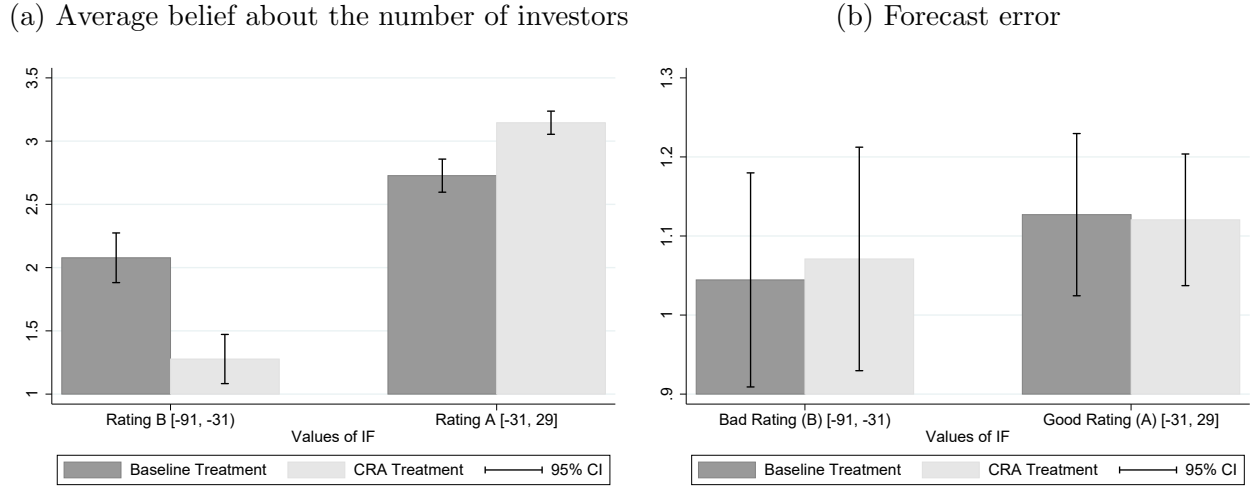 (a) Average belief about the number of investors
3.5
3
2.5
2
1.5
1
Rating B [-91, -31)
Rating A [-31, 29]
Values of IF
Baseline Treatment
CRA Treatment
95% CI
(b) Forecast error
1.3
1.2
1.1
1
.9
Bad Rating (B) [-91, -31)
Good Rating (A) [-31, 29]
Values of IF
Baseline Treatment
CRA Treatment
95% CI